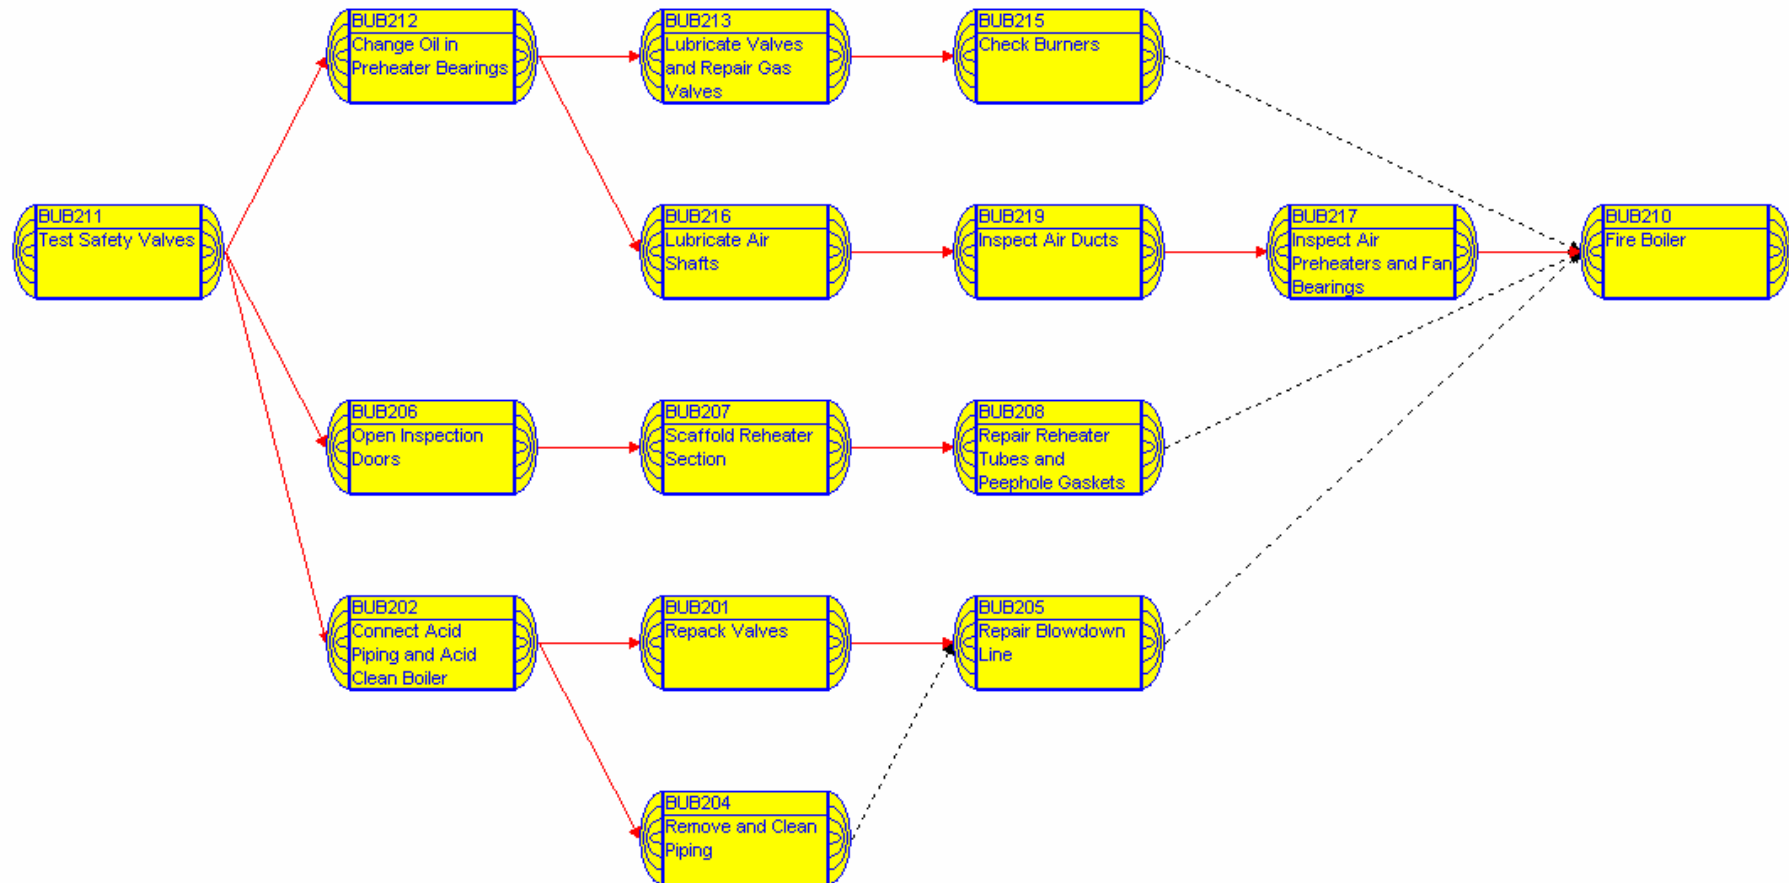 BUB212
Change Oil in
Preheater Bearings
BUB213
Lubricate Valves
and Repair Gas
Valves
BUB215
Check Burners
BUB211
Test Safety Valves
BUB216
Lubricate Air
Shafts
BUB219
Inspect Air Ducts
BUB217
Inspect Air
Preheaters and Fan
Bearings
BUB210
Fire Boiler
BUB206
Open Inspection
Doors
BUB207
Scaffold Reheater
Section
BUB208
Repair Reheater
Tubes and
Peephole Gaskets
BUB202
Connect Acid
Piping and Acid
Clean Boiler
BUB201
Repack Valves
BUB205
Repair Blowdown
Line
BUB204
Remove and Clean
Piping